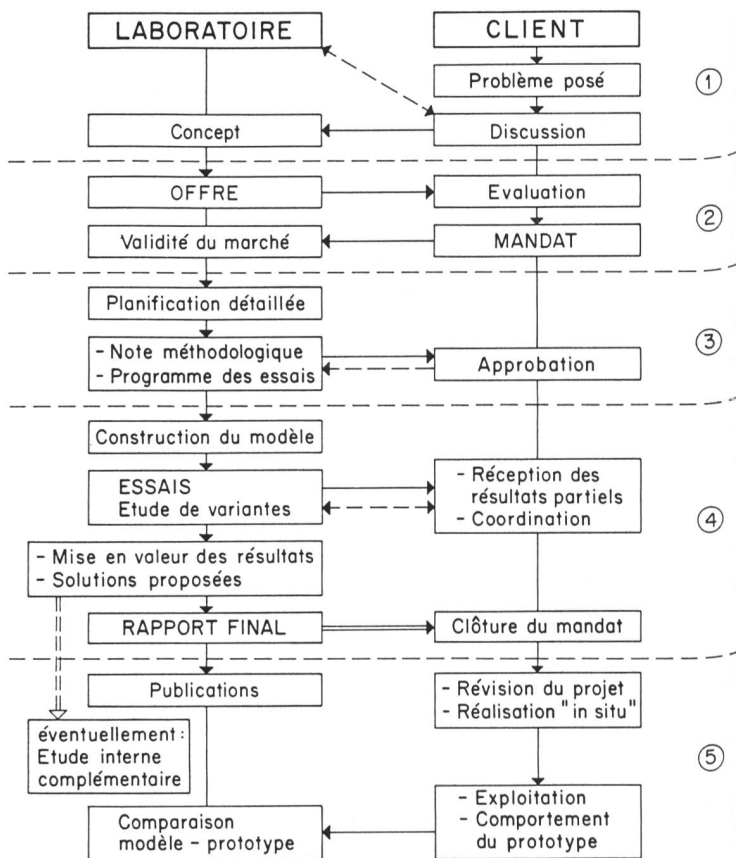 LABORATOIRE
CLIENT
Problème posé
①
Concept
Discussion
OFFRE
Evaluation
②
Validité du marché
MANDAT
Planification détaillée
- Note méthodologique
- Programme des essais
Approbation
③
Construction du modèle
ESSAIS
Etude de variantes
- Réception des
résultats partiels
- Coordination
④
- Mise en valeur des résultats
- Solutions proposées
RAPPORT FINAL
Clôture du mandat
Publications
- Révision du projet
- Réalisation "in situ"
éventuellement :
Etude interne
complémentaire
⑤
- Exploitation
- Comportement
du prototype
Comparaison
modèle - prototype